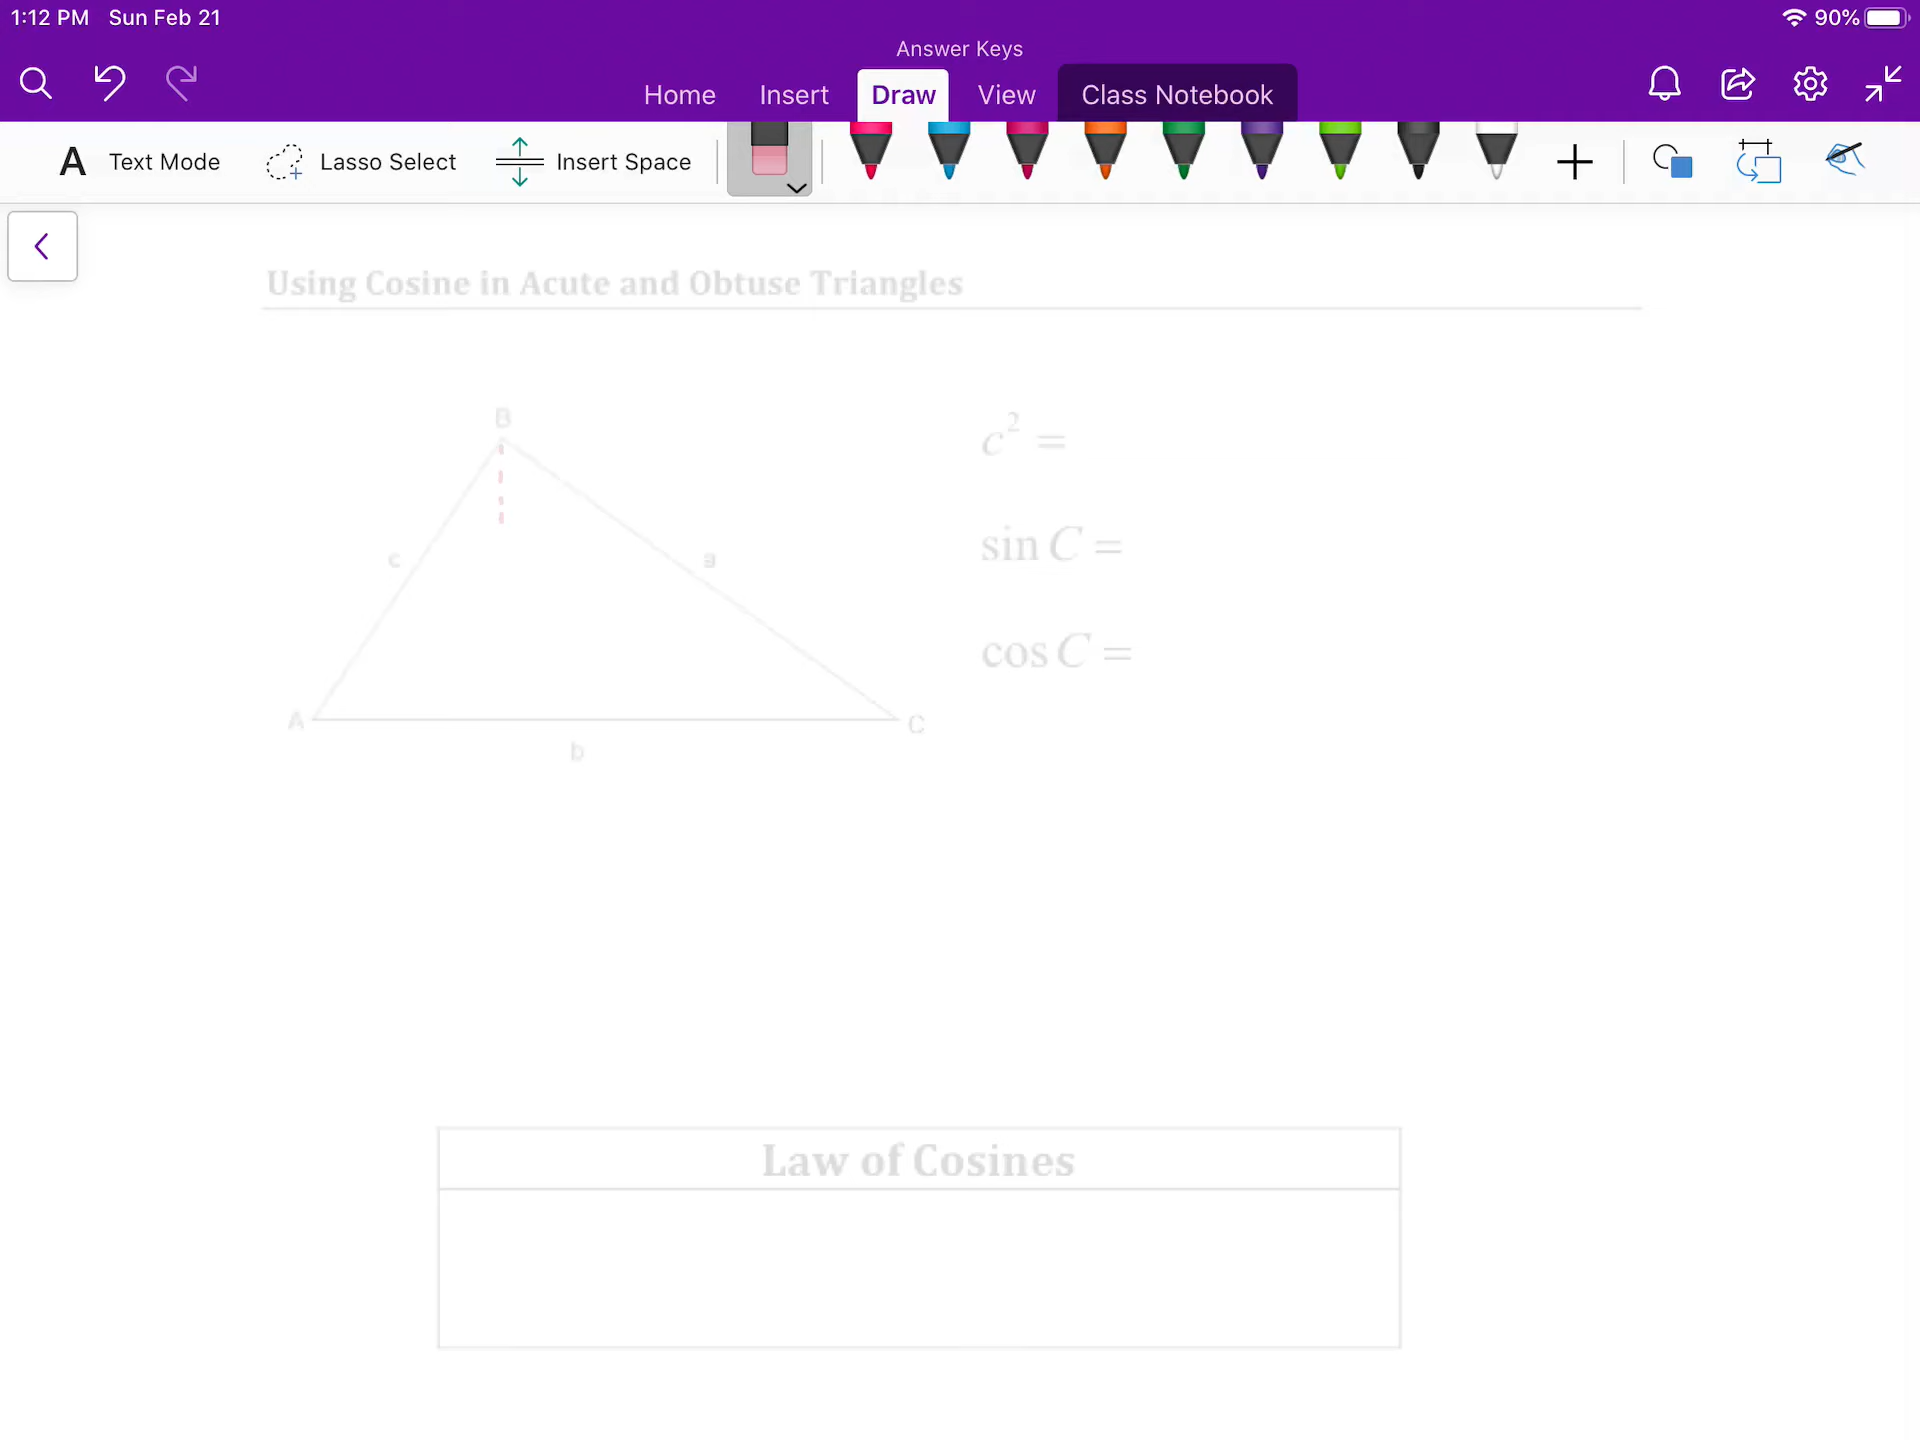 1:12 PM Sun Feb 21
90%
Answer Keys
Home Insert Draw View Class Notebook
A Text Mode Lasso Select Insert Space
Using Cosine in Acute and Obtuse Triangles
B
c² =
sin C =
c a
cos C =
A C
b
Law of Cosines